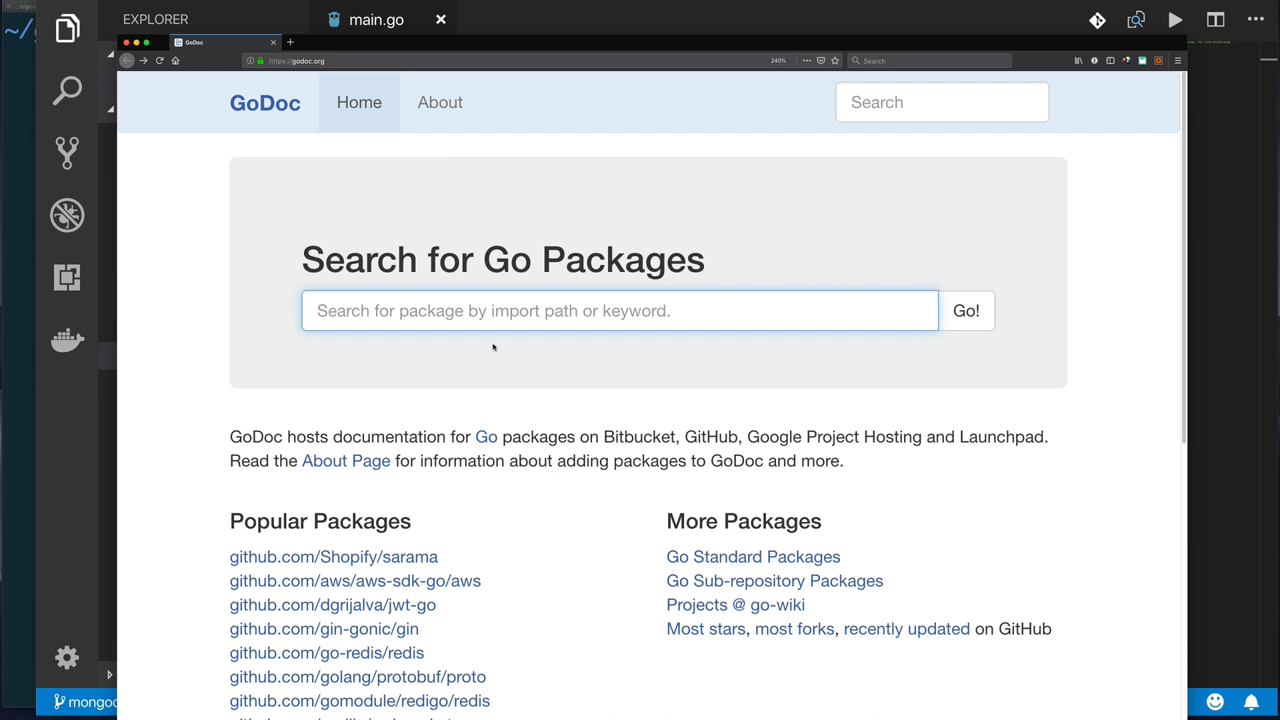 EXPLORER
main.go
GoDoc
https://godoc.org
240%
Search
GoDoc
Home
About
Search
Search for Go Packages
Search for package by import path or keyword.
Go!
GoDoc hosts documentation for Go packages on Bitbucket, GitHub, Google Project Hosting and Launchpad.
Read the About Page for information about adding packages to GoDoc and more.
Popular Packages
github.com/Shopify/sarama
github.com/aws/aws-sdk-go/aws
github.com/dgrijalva/jwt-go
github.com/gin-gonic/gin
github.com/go-redis/redis
github.com/golang/protobuf/proto
github.com/gomodule/redigo/redis
More Packages
Go Standard Packages
Go Sub-repository Packages
Projects @ go-wiki
Most stars, most forks, recently updated on GitHub
mongo